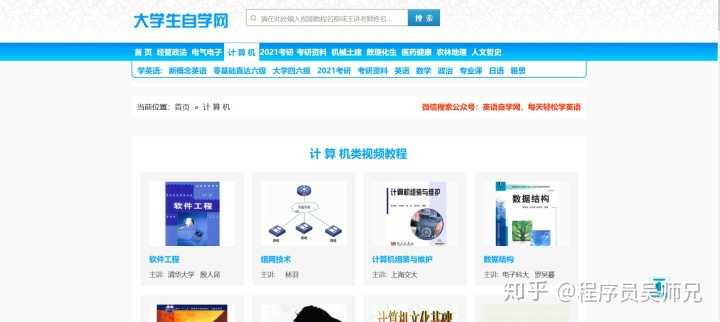 大学生自学网
请在此处输入视频教程名称或主讲老师姓名...
搜 索
首 页 经管政法 电气电子 计 算 机 2021考研 考研资料 机械土建 数理化生 医药健康 农林地理 人文哲史
学英语: 新概念英语 零基础直达六级 大学四六级 2021考研 考研资料 英语 数学 政治 专业课 日语 雅思
当前位置: 首页 » 计 算 机
微信搜索公众号：英语自学网，每天轻松学英语
计 算 机类视频教程
软件工程
计算机组装与维护
数据结构
软件工程 组网技术 计算机组装与维护 数据结构
主讲: 清华大学 殷人昆 主讲: 林羽 主讲: 上海交大 主讲: 电子科大
计算机文化基础
知乎 @程序员吴师兄